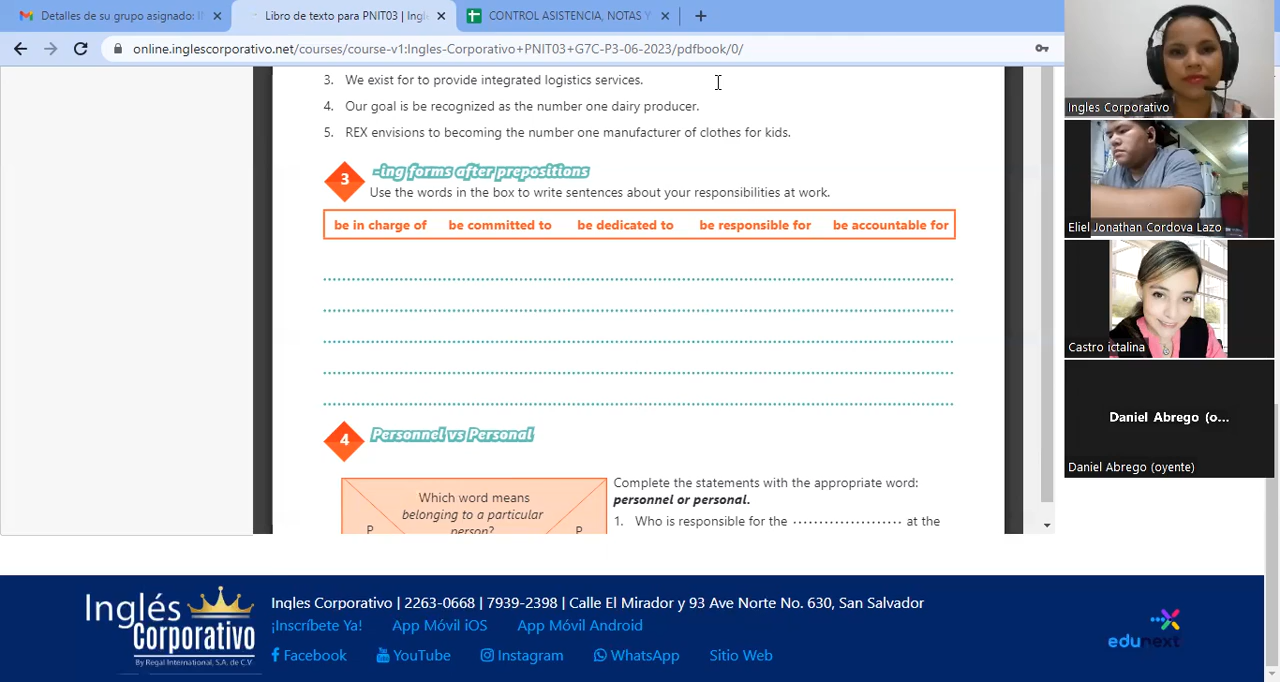 Detalles de su grupo asignado: I
Libro de texto para PNIT03 | Ingl
CONTROL ASISTENCIA, NOTAS Y
online.inglescorporativo.net/courses/course-v1:Ingles-Corporativo+PNIT03+G7C-P3-06-2023/pdfbook/0/
3. We exist for to provide integrated logistics services.
4. Our goal is be recognized as the number one dairy producer.
5. REX envisions to becoming the number one manufacturer of clothes for kids.
3
-ing forms after prepositions
Use the words in the box to write sentences about your responsibilities at work.
be in charge of be committed to be dedicated to be responsible for be accountable for
4
Personnel vs Personal
Which word means
belonging to a particular
person?
P P
Complete the statements with the appropriate word:
personnel or personal.
1. Who is responsible for the ..................... at the
Ingles Corporativo
Eliel Jonathan Cordova Lazo
Castro ictalina
Daniel Abrego (o...
Daniel Abrego (oyente)
Inglés
Corporativo
By Regal International, S.A. de C.V
Ingles Corporativo | 2263-0668 | 7939-2398 | Calle El Mirador y 93 Ave Norte No. 630, San Salvador
¡Inscríbete Ya! App Móvil iOS App Móvil Android
Facebook YouTube Instagram WhatsApp Sitio Web
edunext